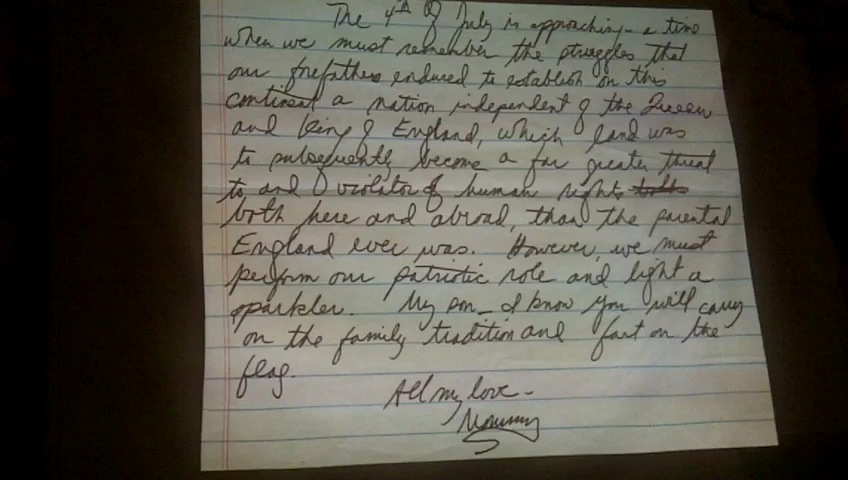 The 4th of July is approaching - a time
when we must remember the struggles that
our forefathers endured to establish on this
continent a nation independent of the Queen
and King of England, which land was
to subsequently become a far greater threat
to and violator of human rights
both here and abroad, than the parental
England ever was. However, we must
perform our patriotic role and light a
sparkler. My son - I know you will carry
on the family tradition and fart on the
flag.
All my love -
Mommy